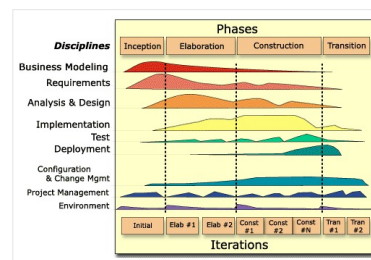 Phases
Disciplines
Inception
Elaboration
Construction
Transition
Business Modeling
Requirements
Analysis & Design
Implementation
Test
Deployment
Configuration
& Change Mgmt
Project Management
Environment
Initial
Elab #1
Elab #2
Const
#1
Const
#2
Const
#N
Tran
#1
Tran
#2
Iterations